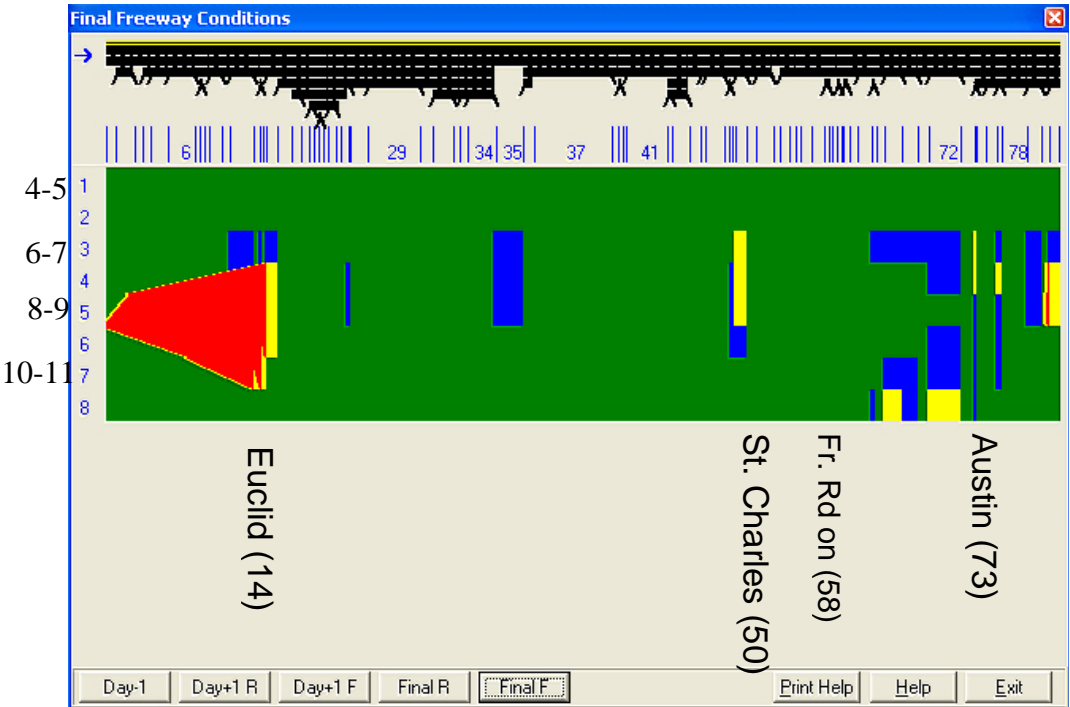 Final Freeway Conditions
6 29 34 35 37 41 72 78
4-5 1
2
6-7 3
4
8-9 5
6
10-11 7
8
Euclid (14)
St. Charles (50)
Fr. Rd on (58)
Austin (73)
Day-1 Day+1 R Day+1 F Final R Final F Print Help Help Exit